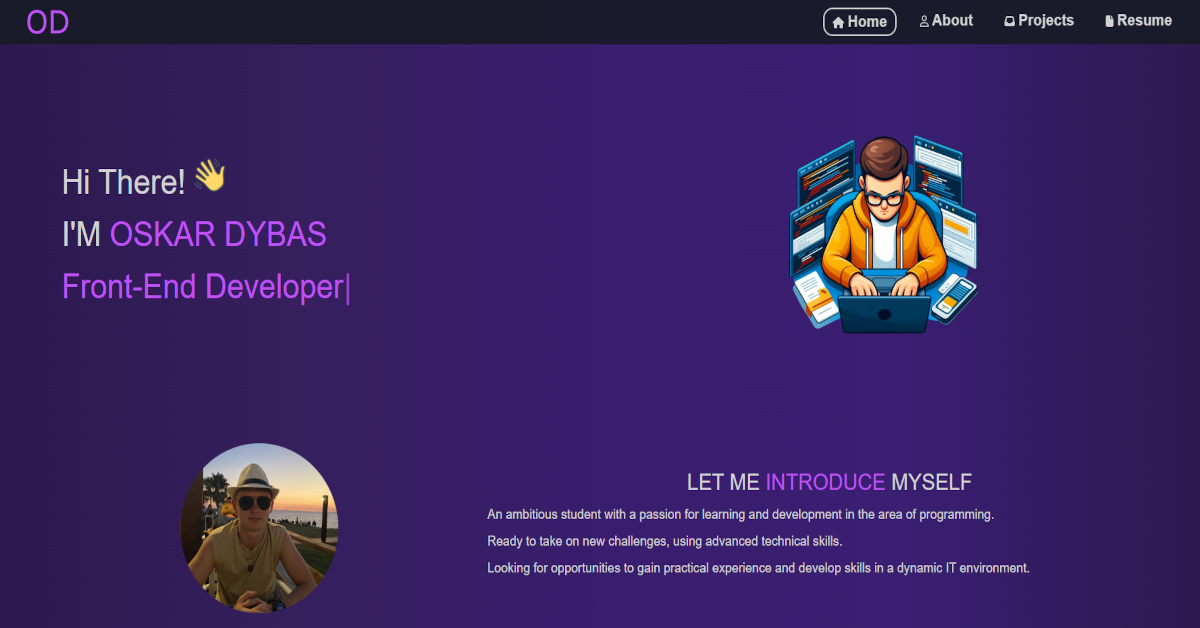 OD
Home
About
Projects
Resume
Hi There!
I'M OSKAR DYBAS
Front-End Developer|
LET ME INTRODUCE MYSELF
An ambitious student with a passion for learning and development in the area of programming.
Ready to take on new challenges, using advanced technical skills.
Looking for opportunities to gain practical experience and develop skills in a dynamic IT environment.